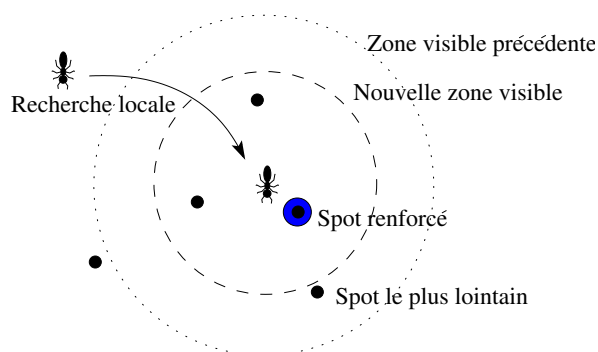 Zone visible précédente
Nouvelle zone visible
Recherche locale
Spot renforcé
Spot le plus lointain